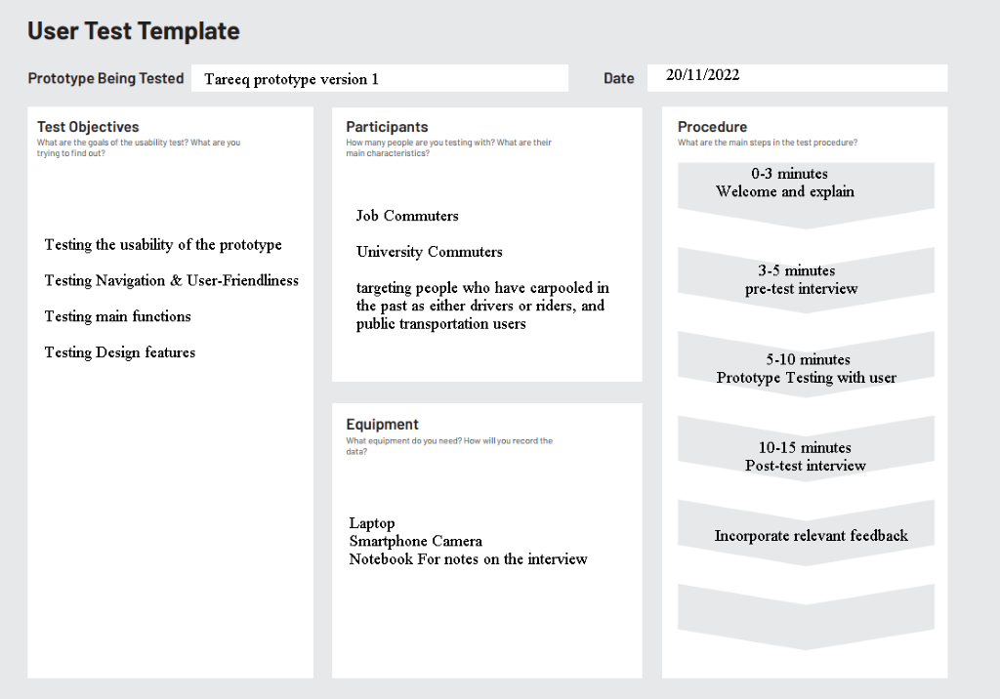 User Test Template
Prototype Being Tested
Tareeq prototype version 1
Date
20/11/2022
Test Objectives
What are the goals of the usability test? What are you
trying to find out?
Testing the usability of the prototype
Testing Navigation & User-Friendliness
Testing main functions
Testing Design features
Participants
How many people are you testing with? What are their
main characteristics?
Job Commuters
University Commuters
targeting people who have carpooled in
the past as either drivers or riders, and
public transportation users
Equipment
What equipment do you need? How will you record the
data?
Laptop
Smartphone Camera
Notebook For notes on the interview
Procedure
What are the main steps in the test procedure?
0-3 minutes
Welcome and explain
3-5 minutes
pre-test interview
5-10 minutes
Prototype Testing with user
10-15 minutes
Post-test interview
Incorporate relevant feedback